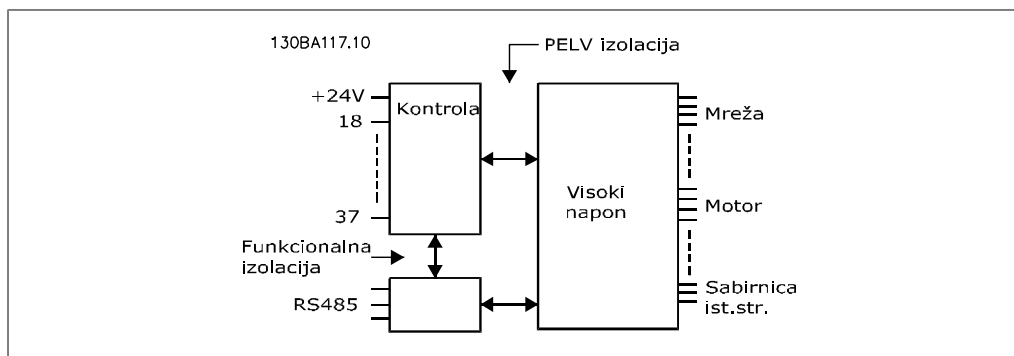 130BA117.10
PELV izolacija
+24V
18
37
Kontrola
Visoki
napon
Mreža
Motor
Sabirnica
ist.str.
Funkcionalna
izolacija
RS485